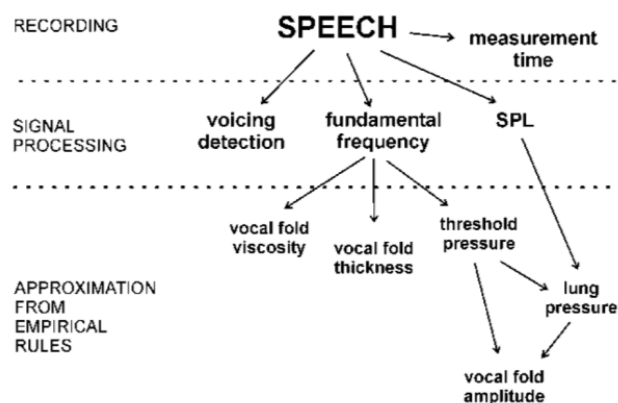 RECORDING
SPEECH
measurement
time
SIGNAL
PROCESSING
voicing
detection
fundamental
frequency
SPL
APPROXIMATION
FROM
EMPIRICAL
RULES
vocal fold
viscosity
vocal fold
thickness
threshold
pressure
lung
pressure
vocal fold
amplitude